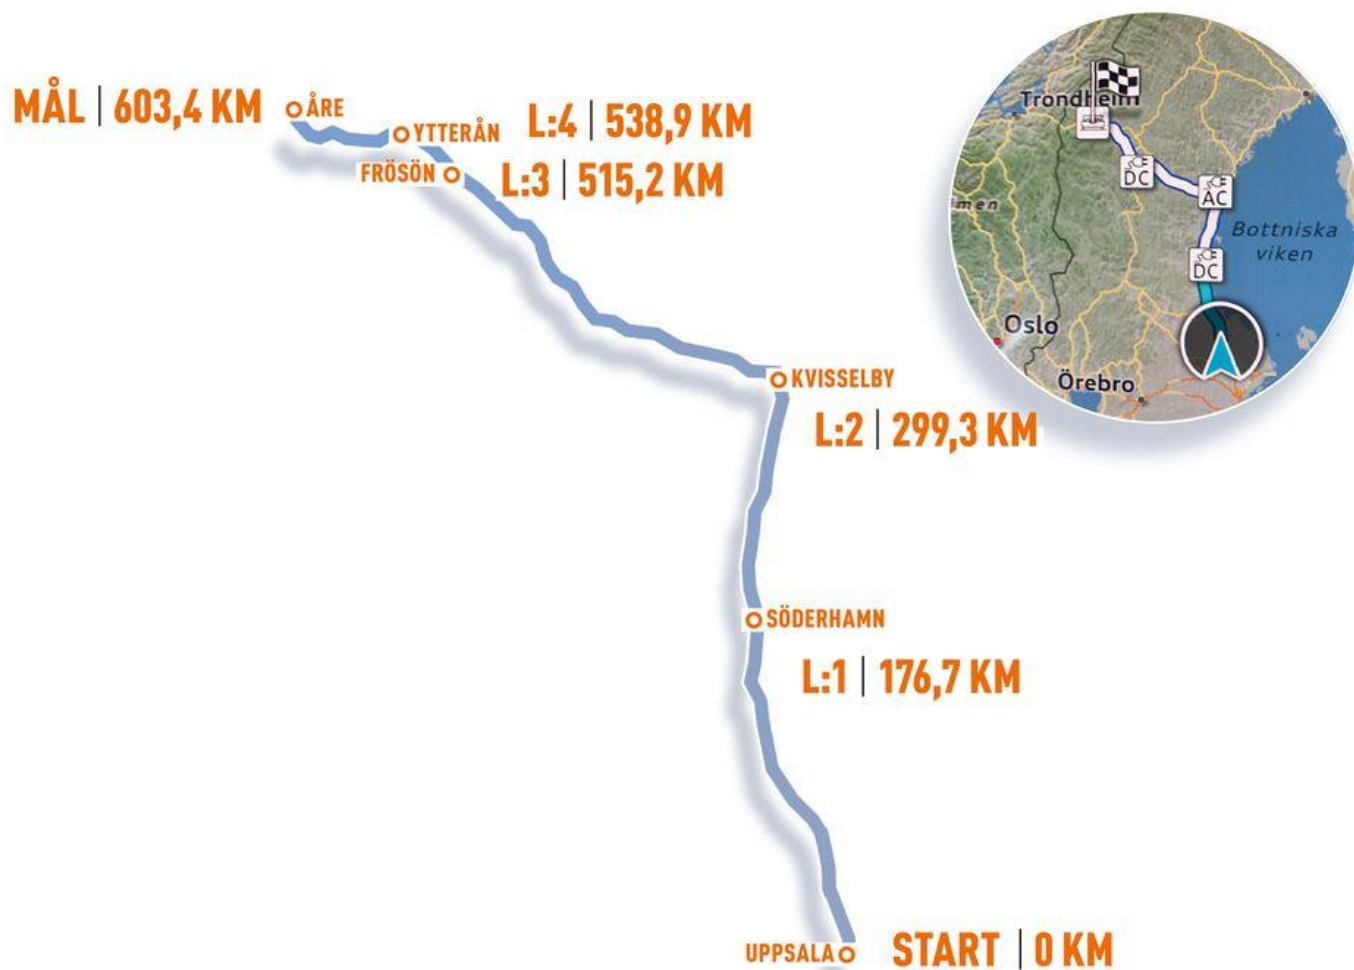 MÅL | 603,4 KM
ÅRE
YTTERÅN
L:4 | 538,9 KM
FRÖSÖN
L:3 | 515,2 KM
KVISSELBY
L:2 | 299,3 KM
SÖDERHAMN
L:1 | 176,7 KM
UPPSALA
START | 0 KM
Trondheim
DC
AC
imen
Bottniska
viken
DC
Oslo
Örebro